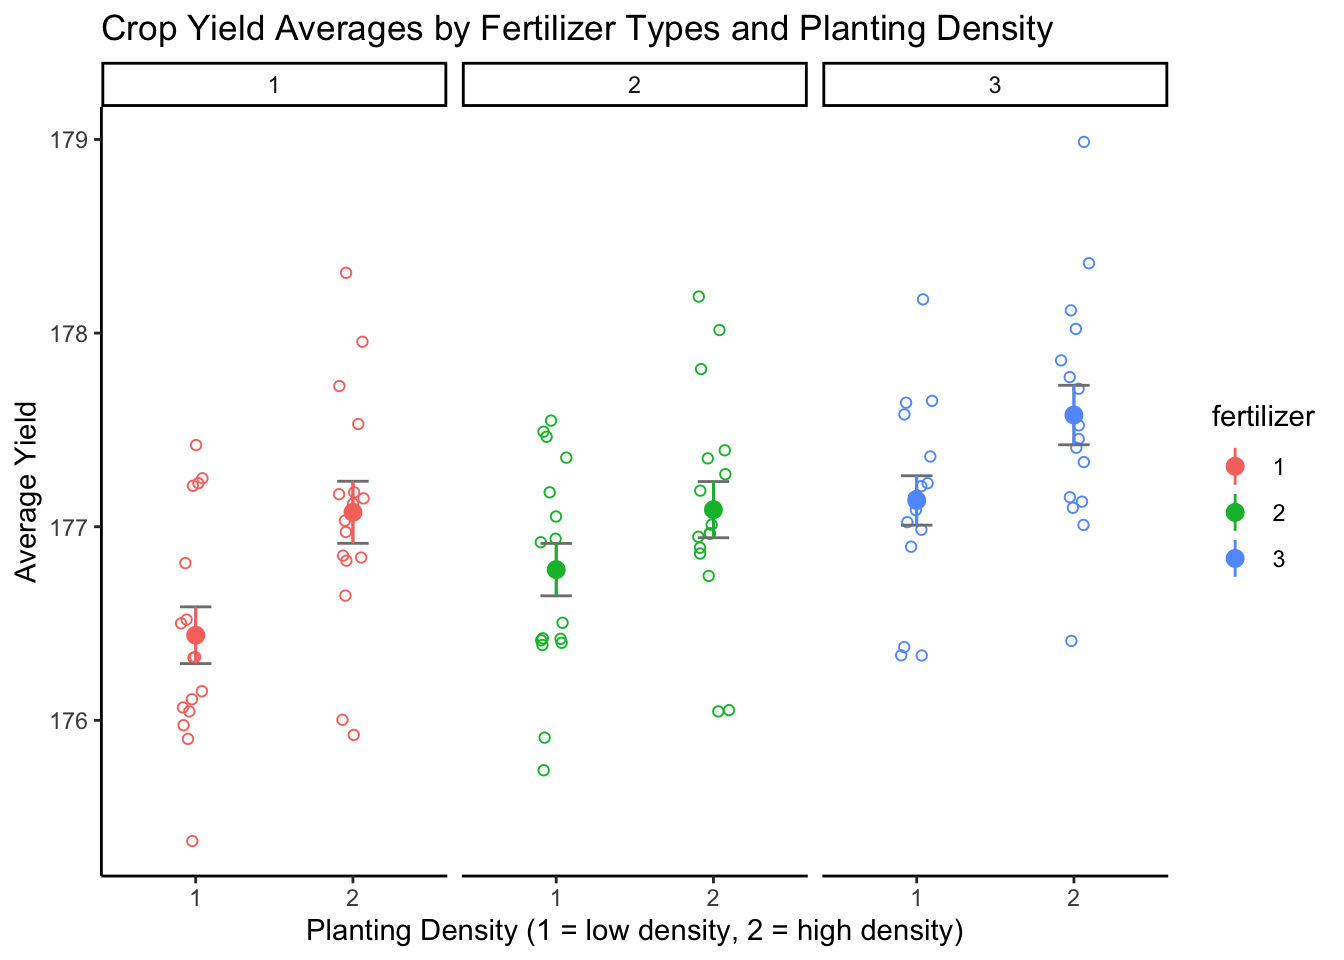 Crop Yield Averages by Fertilizer Types and Planting Density
1 2 3
179
178
177
176
Average Yield
fertilizer
1
2
3
1 2 1 2 1 2
Planting Density (1 = low density, 2 = high density)